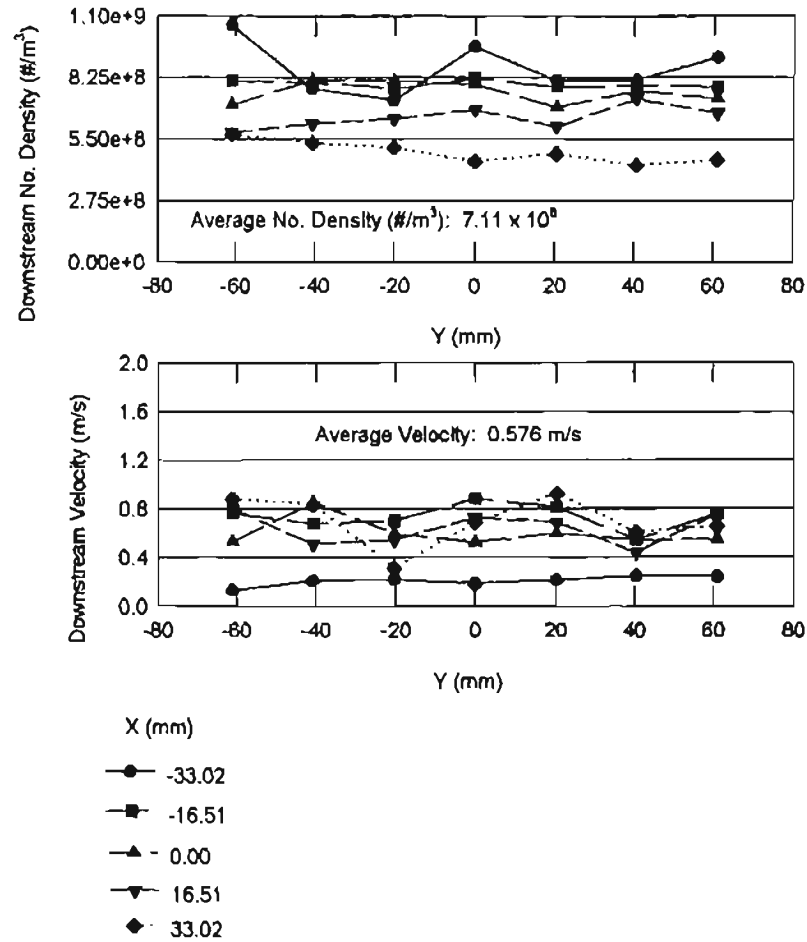 Downstream No. Density (#/m³)
1.10e+9
8.25e+8
5.50e+8
2.75e+8
0.00e+0
Average No. Density (#/m³): 7.11 x 10⁸
-80 -60 -40 -20 0 20 40 60 80
Y (mm)
Downstream Velocity (m/s)
2.0
1.6
1.2
0.8
0.4
0.0
Average Velocity: 0.576 m/s
-80 -60 -40 -20 0 20 40 60 80
Y (mm)
X (mm)
-33.02
-16.51
0.00
16.51
33.02